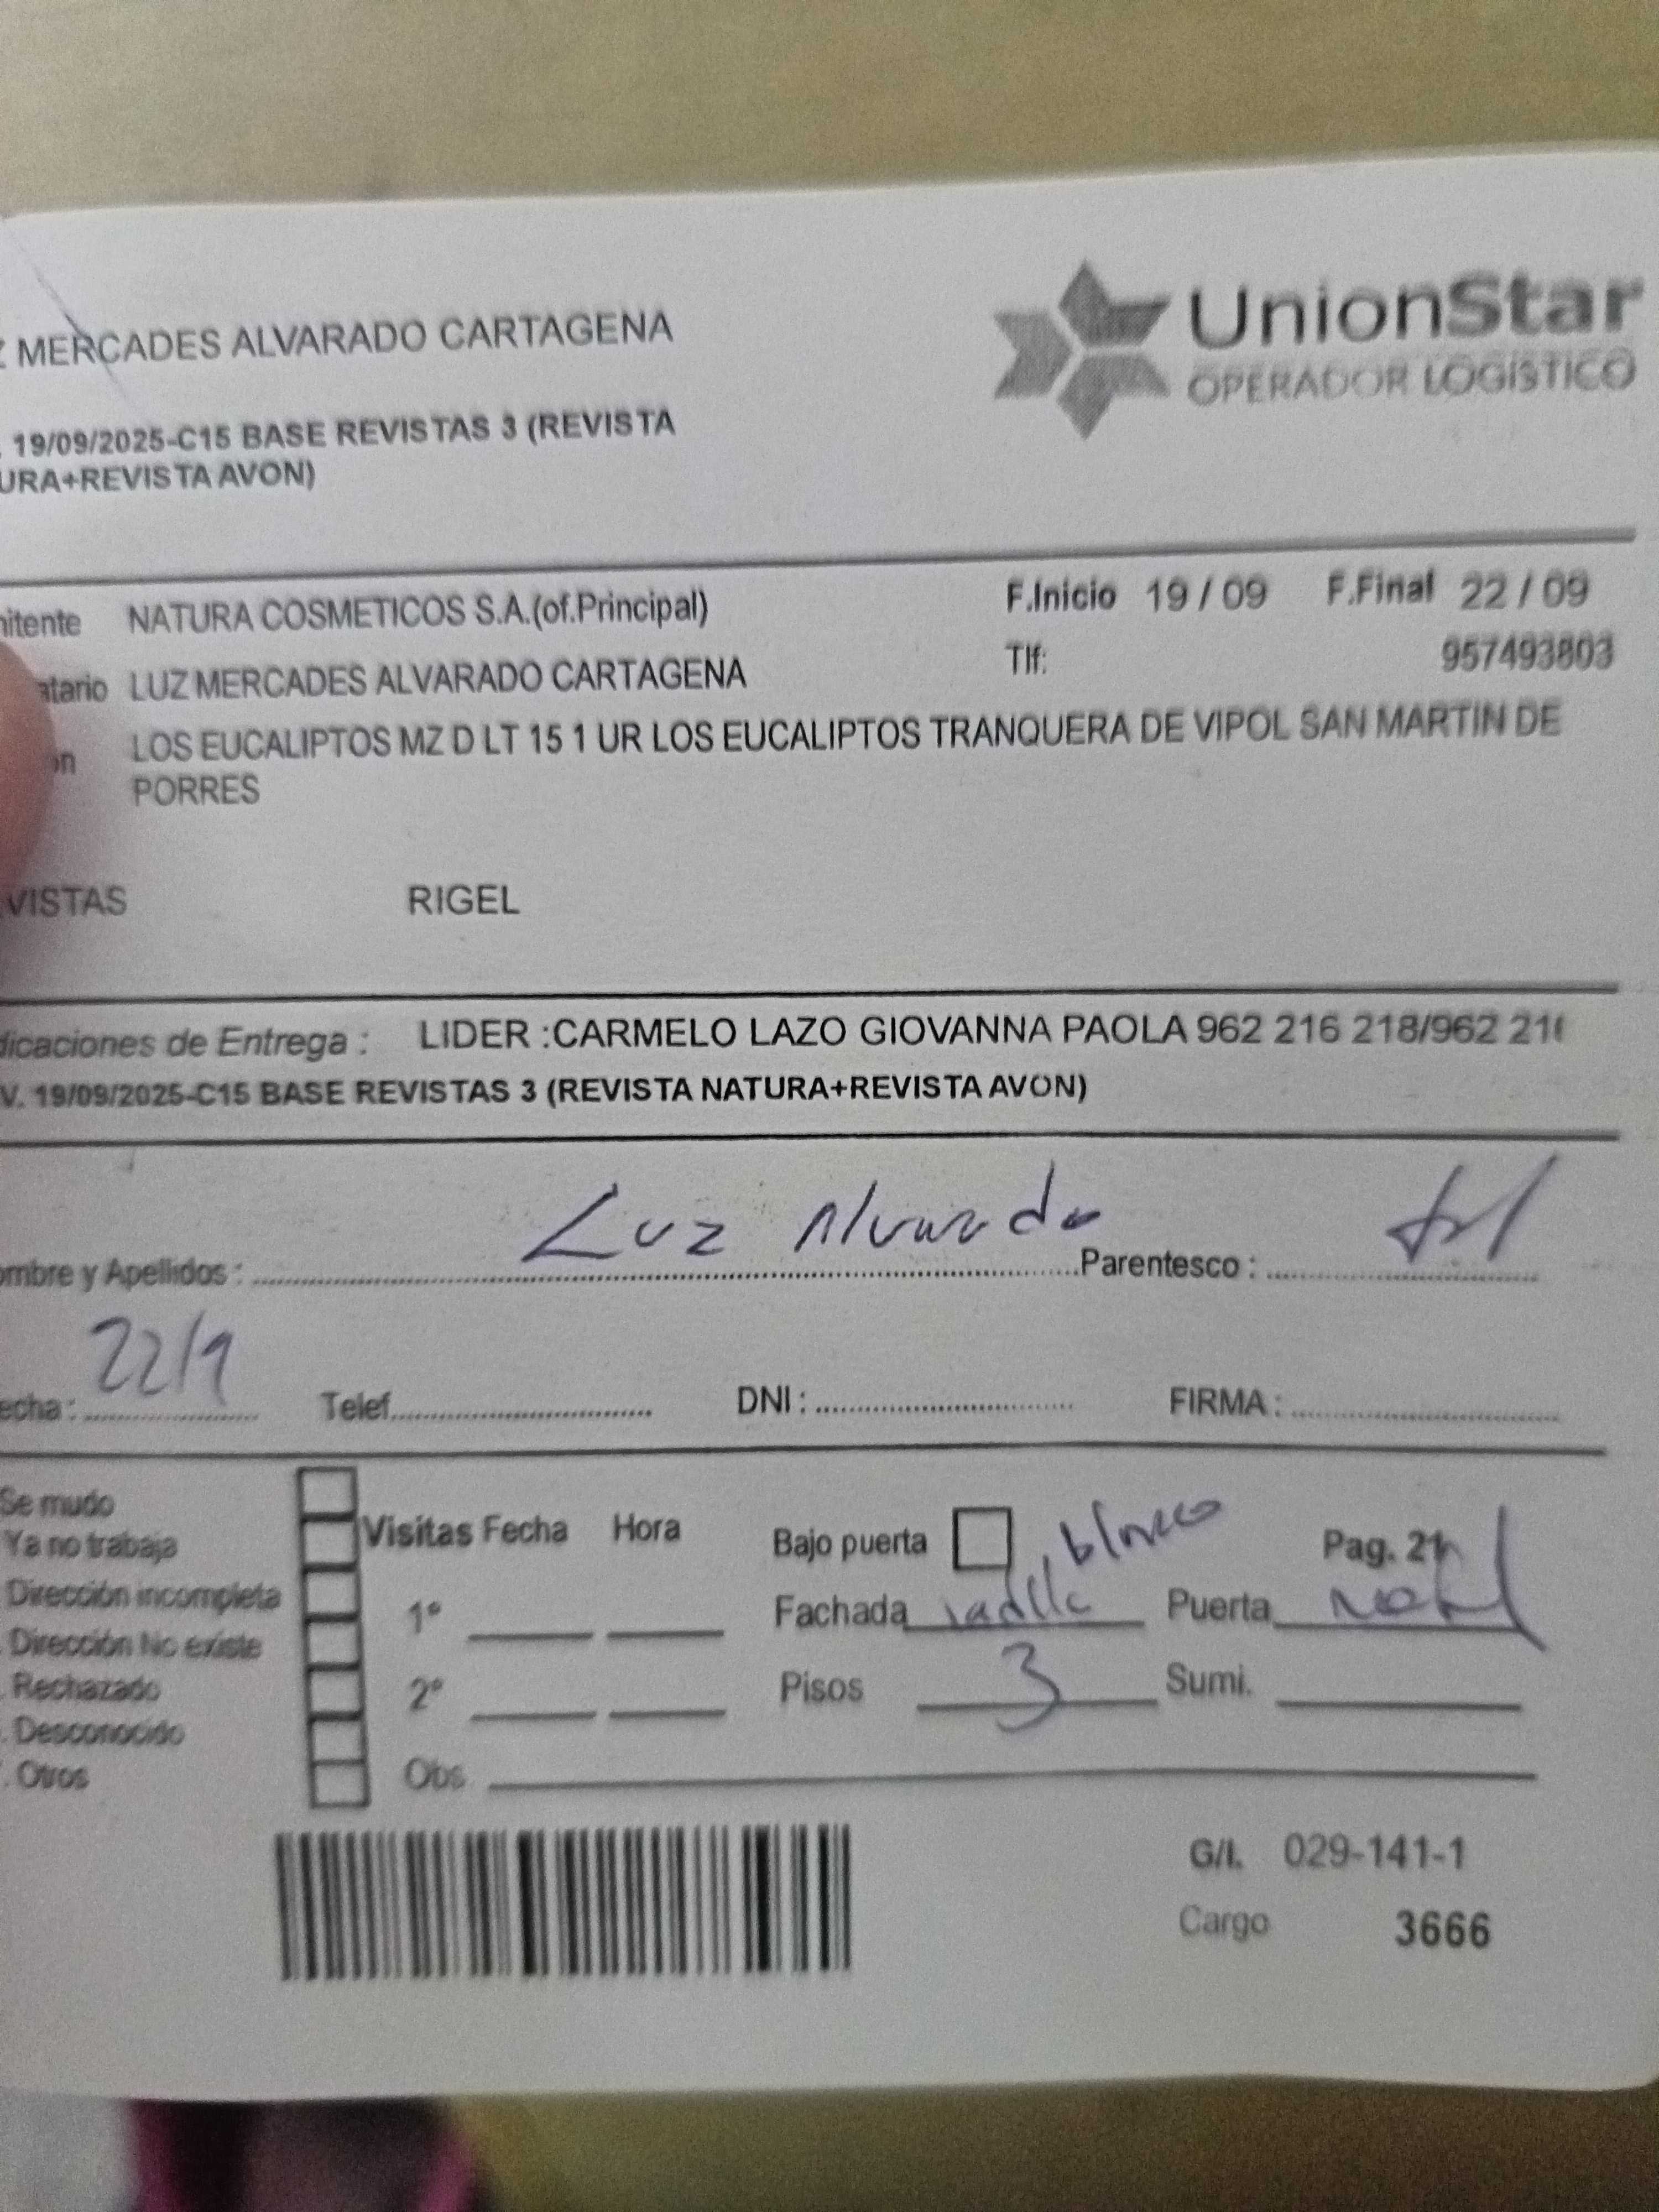 MERCADES ALVARADO CARTAGENA
UnionStar
OPERADOR LOGÍSTICO
19/09/2025-C15 BASE REVISTAS 3 (REVISTA
URA+REVISTA AVON)
nitente NATURA COSMETICOS S.A.(of.Principal) F.Inicio 19 / 09 F.Final 22 / 09
atario LUZ MERCADES ALVARADO CARTAGENA Tlf: 957493803
on LOS EUCALIPTOS MZ D LT 15 1 UR LOS EUCALIPTOS TRANQUERA DE VIPOL SAN MARTIN DE
PORRES
VISTAS RIGEL
dicaciones de Entrega : LIDER :CARMELO LAZO GIOVANNA PAOLA 962 216 218/962 21
V. 19/09/2025-C15 BASE REVISTAS 3 (REVISTA NATURA+REVISTA AVON)
Luz Alvarado
ombre y Apellidos : Parentesco :
22/9
echa : Telef. DNI : FIRMA :
Se mudo
Ya no trabaja
Dirección incompleta
Dirección No existe
Rechazado
Desconocido
Otros
Visitas Fecha Hora
1°
2°
Obs
Bajo puerta blanco Pag. 21
Fachada Puerta
Pisos 3 Sumi.
G/I. 029-141-1
Cargo 3666